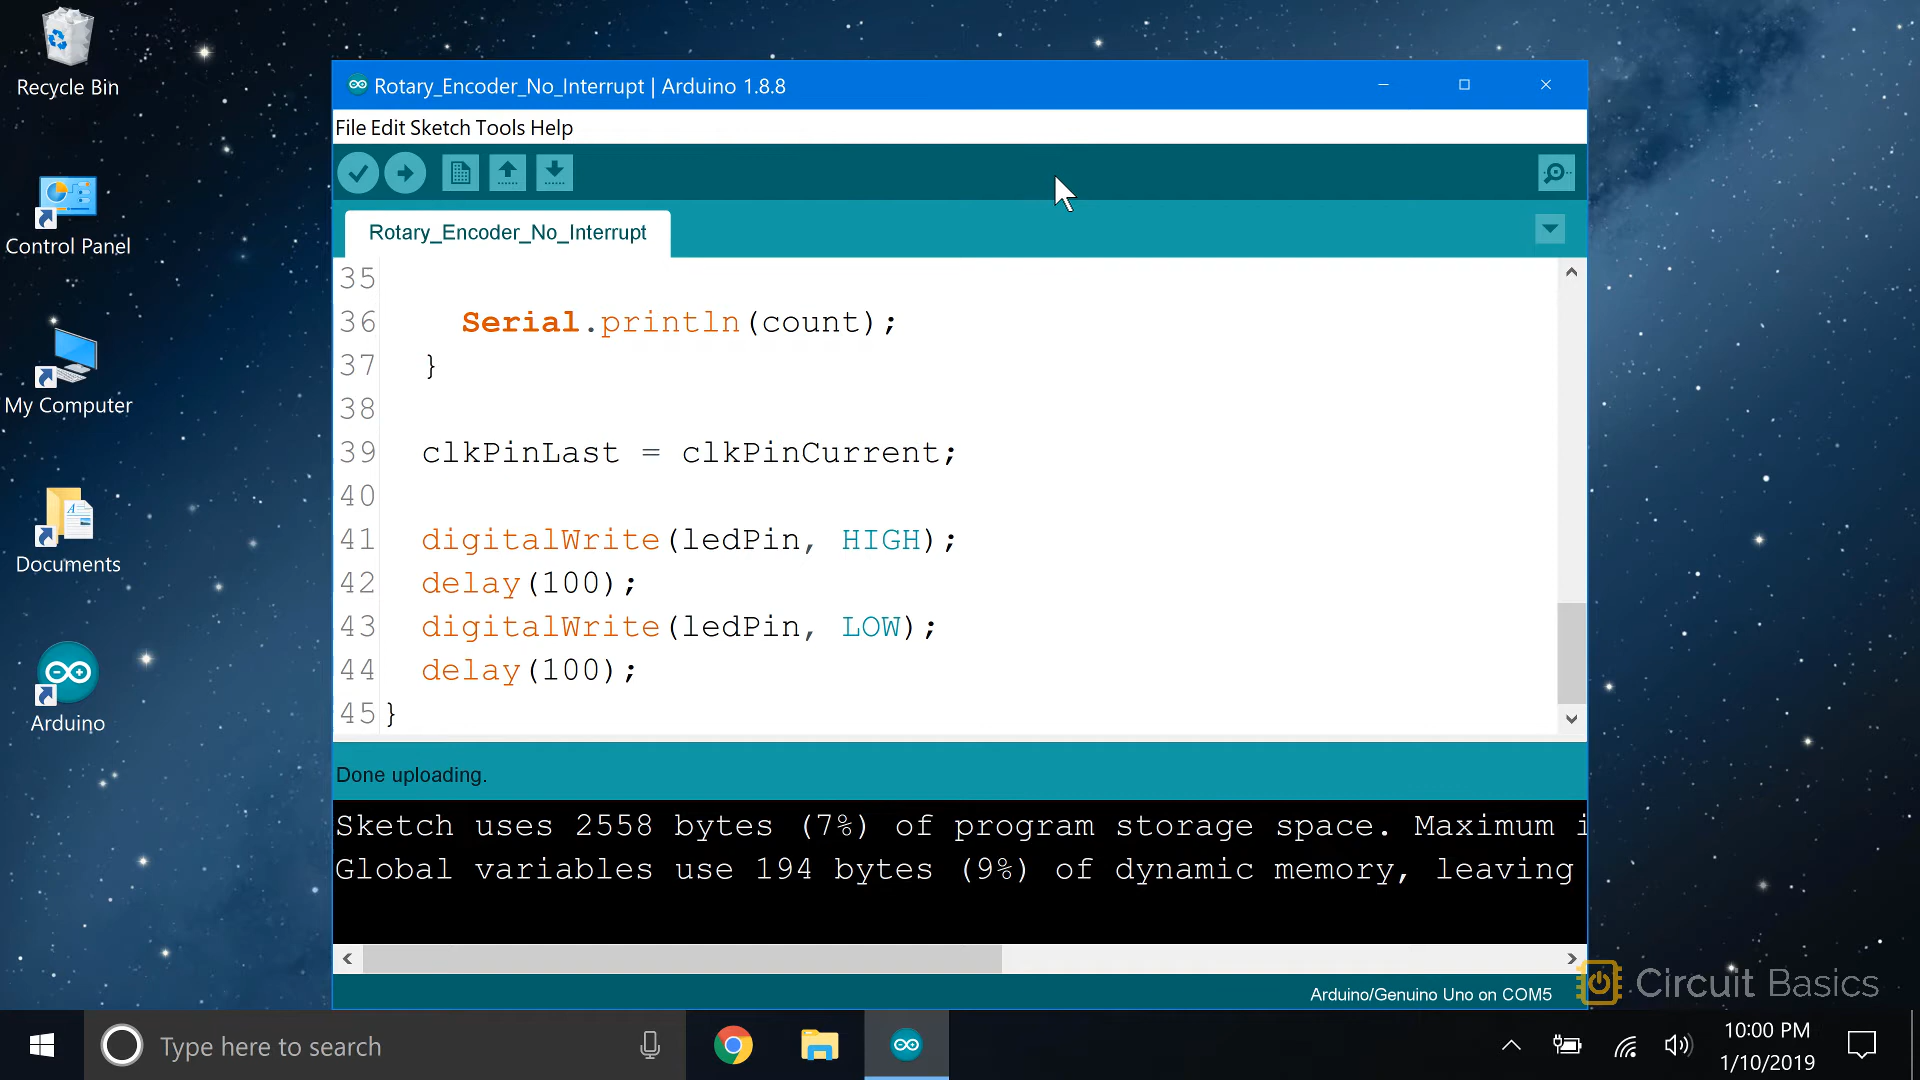 Recycle Bin
Control Panel
My Computer
Documents
Arduino
Rotary_Encoder_No_Interrupt | Arduino 1.8.8
File Edit Sketch Tools Help
Rotary_Encoder_No_Interrupt
35
36 Serial.println(count);
37 }
38
39 clkPinLast = clkPinCurrent;
40
41 digitalWrite(ledPin, HIGH);
42 delay(100);
43 digitalWrite(ledPin, LOW);
44 delay(100);
45 }
Done uploading.
Sketch uses 2558 bytes (7%) of program storage space. Maximum i
Global variables use 194 bytes (9%) of dynamic memory, leaving
Arduino/Genuino Uno on COM5
Circuit Basics
Type here to search
10:00 PM
1/10/2019